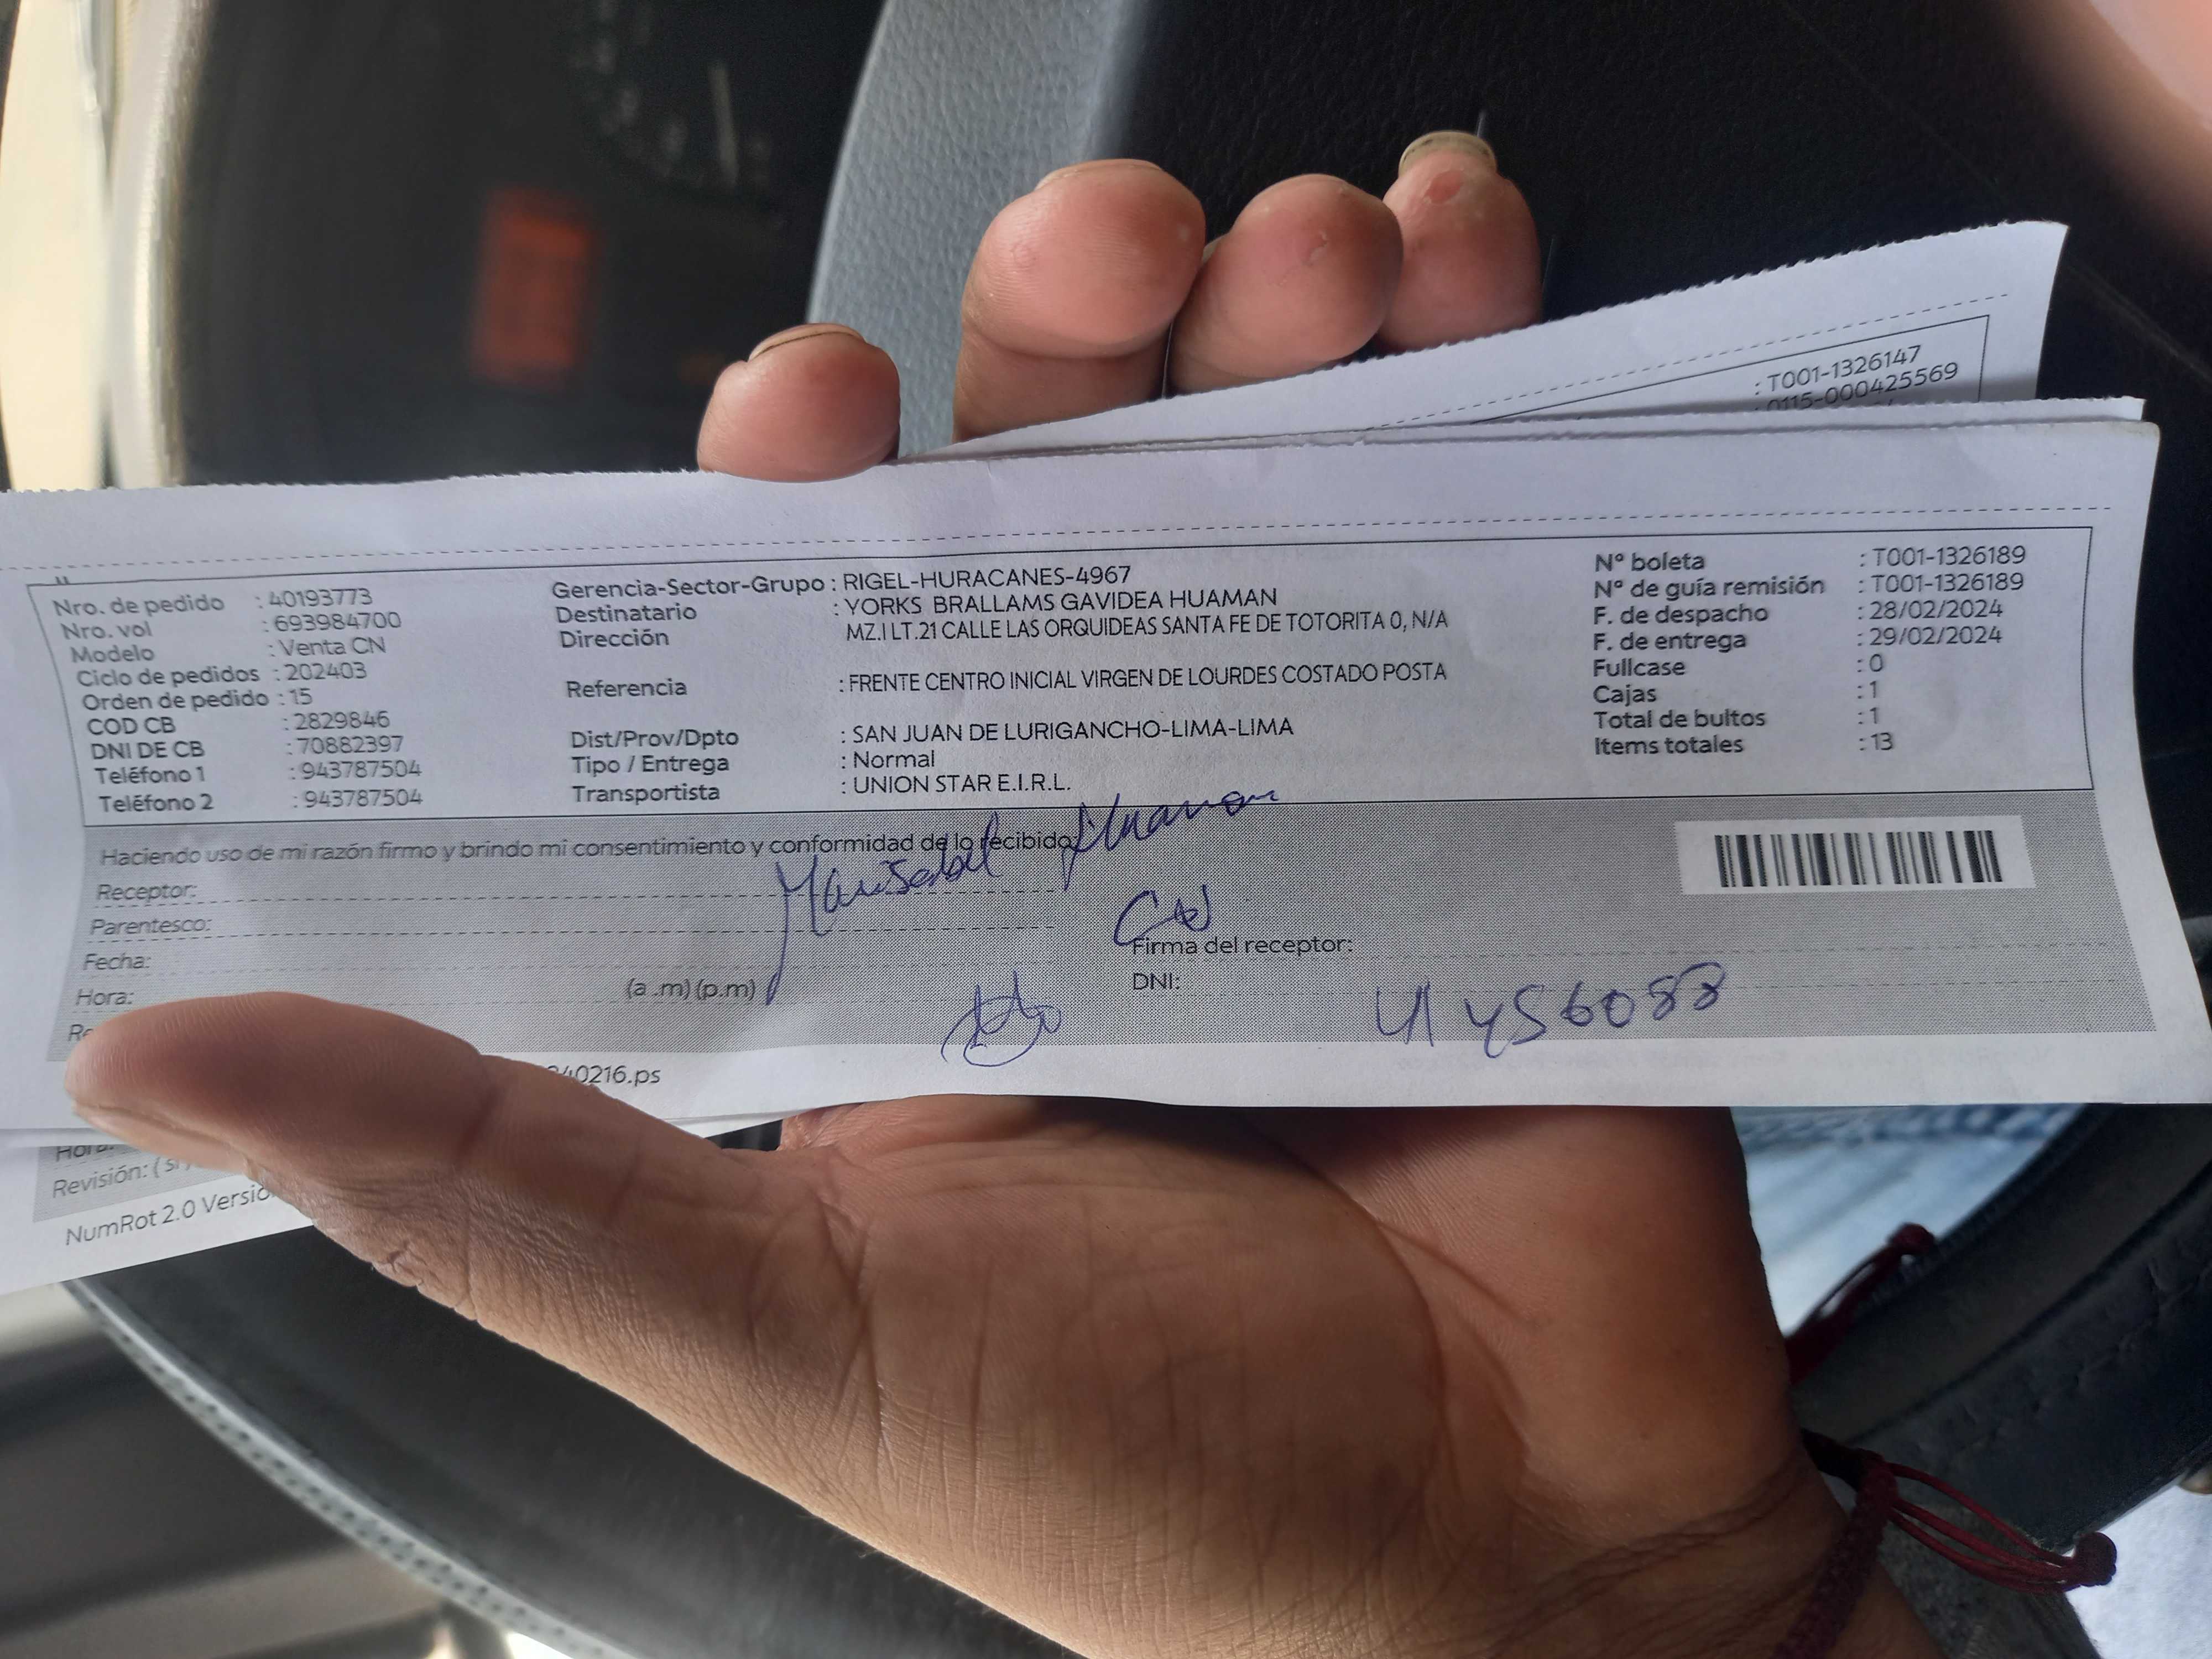 : T001-1326147
: 0115-000425569
Nro. de pedido : 40193773
Nro. vol : 693984700
Modelo : Venta CN
Ciclo de pedidos : 202403
Orden de pedido : 15
COD CB : 2829846
DNI DE CB : 70882397
Teléfono 1 : 943787504
Teléfono 2 : 943787504
Gerencia-Sector-Grupo : RIGEL-HURACANES-4967
Destinatario : YORKS BRALLAMS GAVIDEA HUAMAN
Dirección MZ.I LT.21 CALLE LAS ORQUIDEAS SANTA FE DE TOTORITA 0, N/A
Referencia : FRENTE CENTRO INICIAL VIRGEN DE LOURDES COSTADO POSTA
Dist/Prov/Dpto : SAN JUAN DE LURIGANCHO-LIMA-LIMA
Tipo / Entrega : Normal
Transportista : UNION STAR E.I.R.L.
Nº boleta : T001-1326189
Nº de guía remisión : T001-1326189
F. de despacho : 28/02/2024
F. de entrega : 29/02/2024
Fullcase : 0
Cajas : 1
Total de bultos : 1
Items totales : 13
Haciendo uso de mi razón firmo y brindo mi consentimiento y conformidad de lo recibido:
Receptor: Huaman
Parentesco:
Fecha:
Hora: (a .m) (p.m)
Firma del receptor:
DNI: 41456088
40216.ps
Hora:
Revisión: ( si
NumRot 2.0 Versió